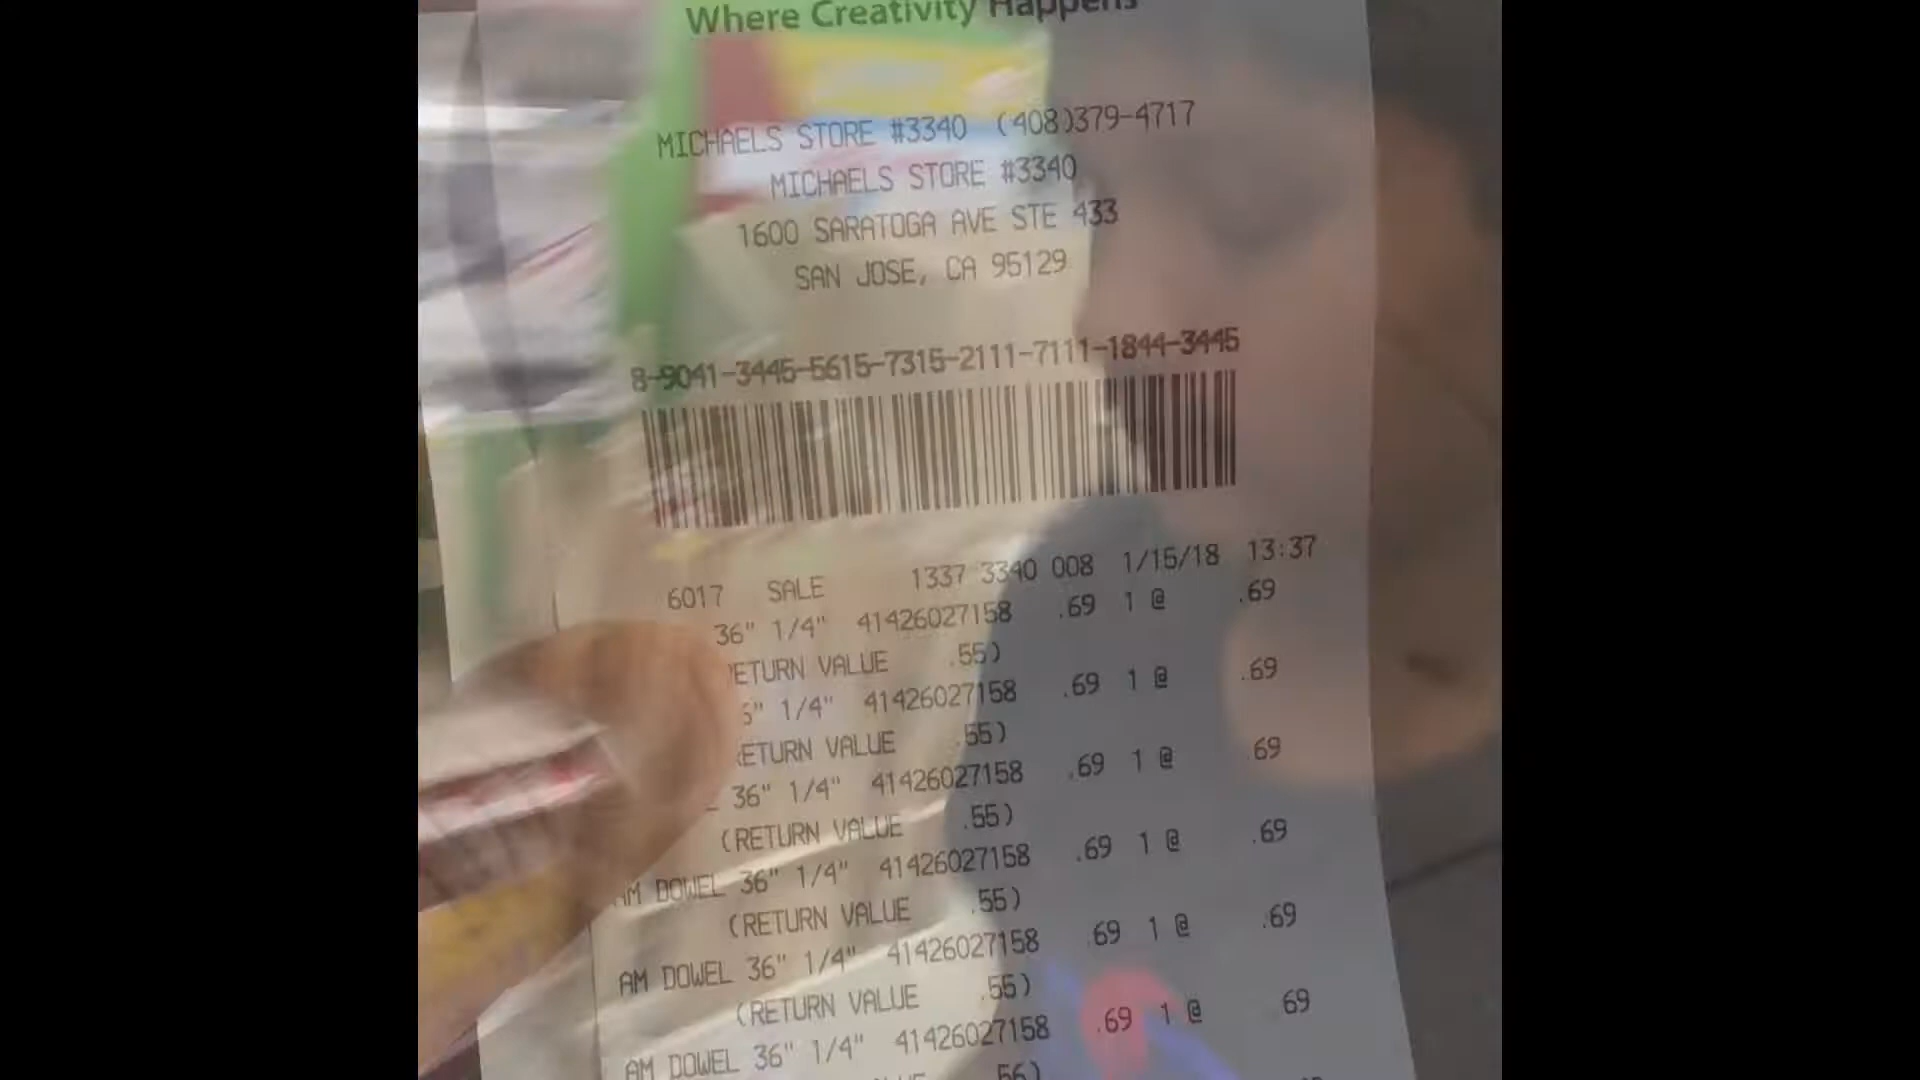 Where Creativity Happens
MICHAELS STORE #3340 (408)379-4717
MICHAELS STORE #3340
1600 SARATOGA AVE STE 433
SAN JOSE, CA 95129
8-9041-3445-5615-7315-2111-7111-1844-3445
6017 SALE 1337 3340 008 1/15/18 13:37
36" 1/4" 41426027158 .69 1 @ .69
ETURN VALUE .55)
" 1/4" 41426027158 .69 1 @ .69
ETURN VALUE .55)
36" 1/4" 41426027158 .69 1 @ .69
(RETURN VALUE .55)
AM DOWEL 36" 1/4" 41426027158 .69 1 @ .69
(RETURN VALUE .55)
AM DOWEL 36" 1/4" 41426027158 .69 1 @ .69
(RETURN VALUE .55)
AM DOWEL 36" 1/4" 41426027158 .69 1 @ .69
.56)